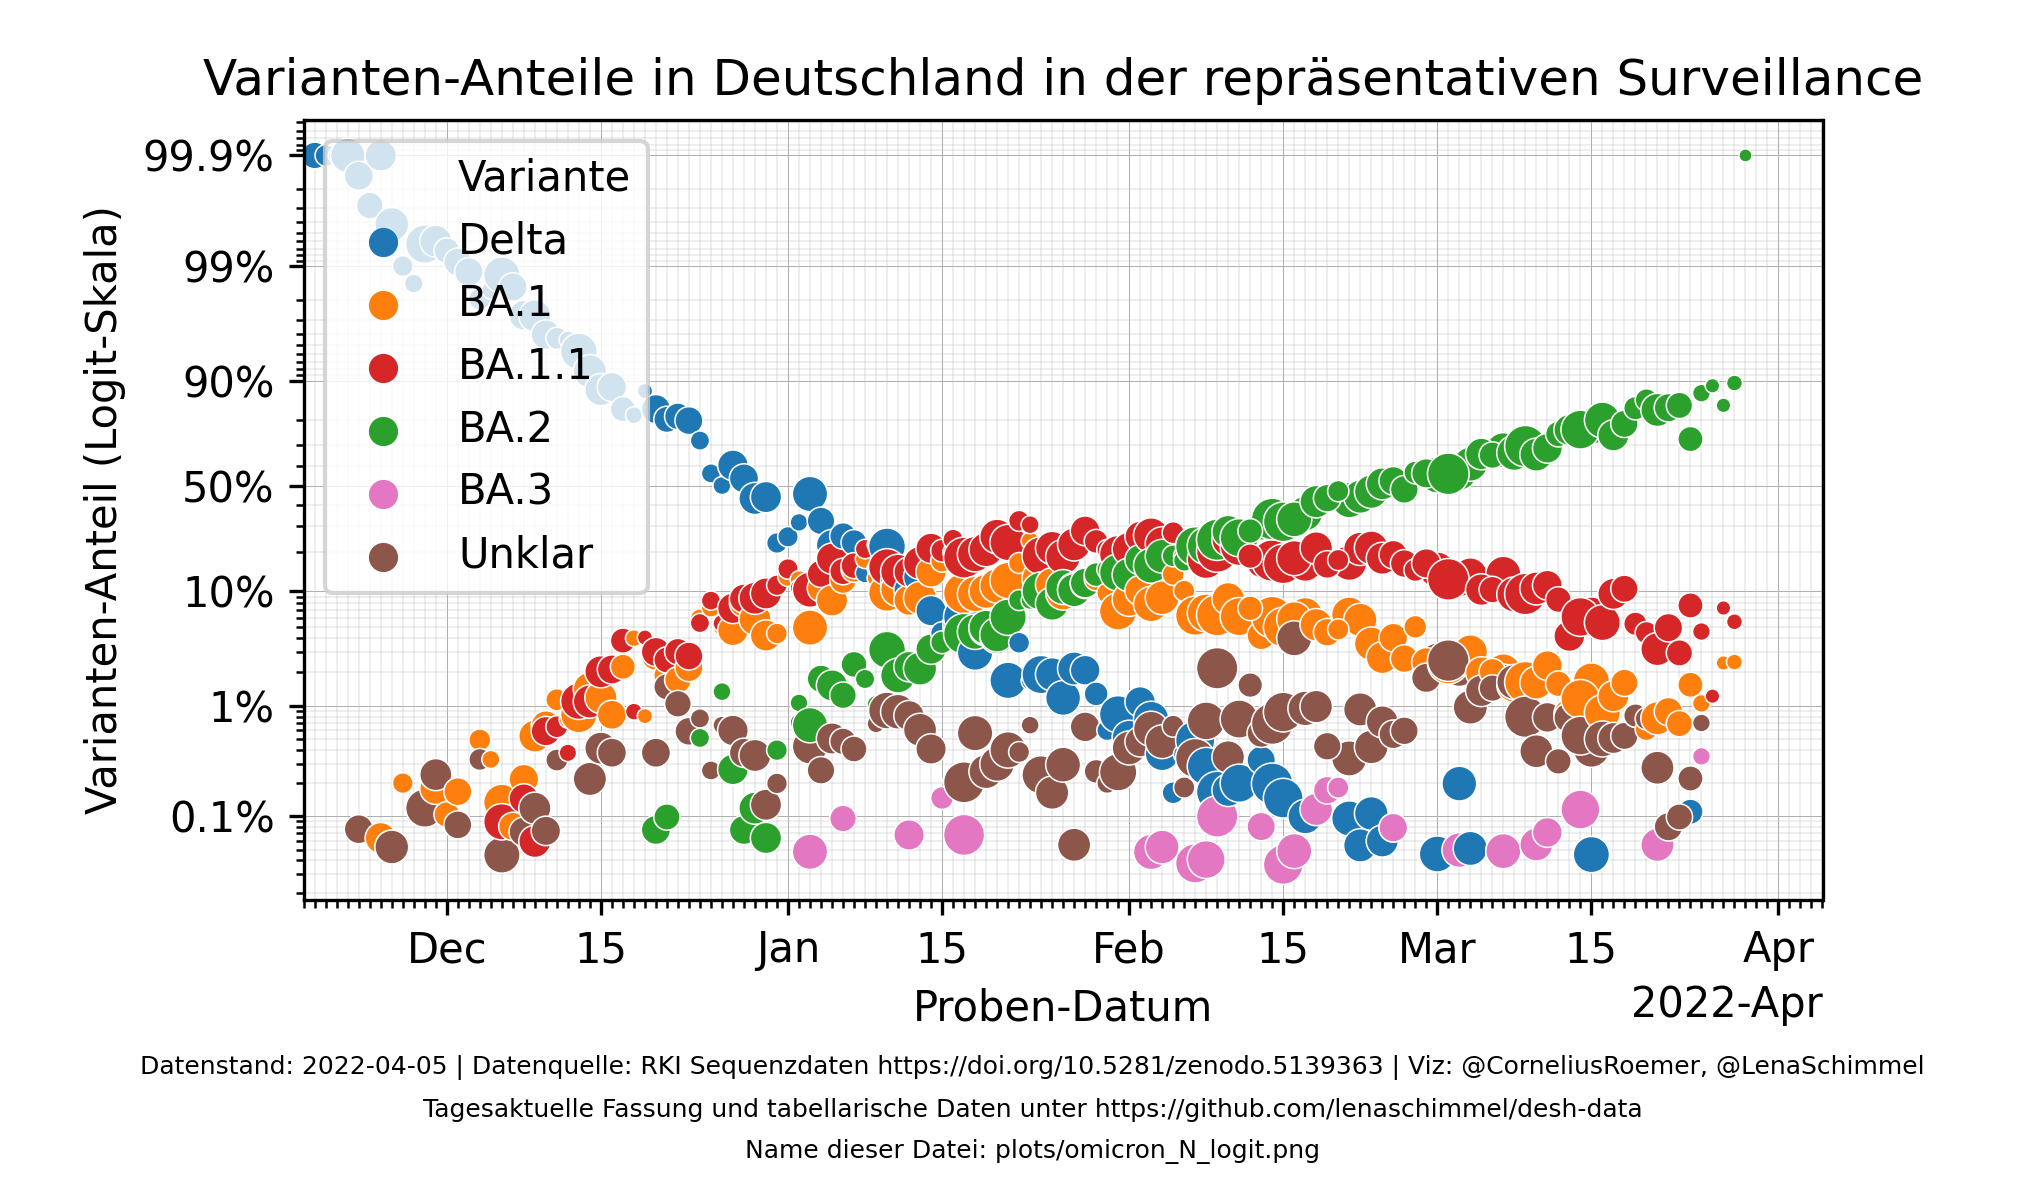 Varianten-Anteile in Deutschland in der repräsentativen Surveillance
Varianten-Anteil (Logit-Skala)
99.9%
99%
90%
50%
10%
1%
0.1%
Variante
Delta
BA.1
BA.1.1
BA.2
BA.3
Unklar
Dec 15 Jan 15 Feb 15 Mar 15 Apr
Proben-Datum
2022-Apr
Datenstand: 2022-04-05 | Datenquelle: RKI Sequenzdaten https://doi.org/10.5281/zenodo.5139363 | Viz: @CorneliusRoemer, @LenaSchimmel
Tagesaktuelle Fassung und tabellarische Daten unter https://github.com/lenaschimmel/desh-data
Name dieser Datei: plots/omicron_N_logit.png